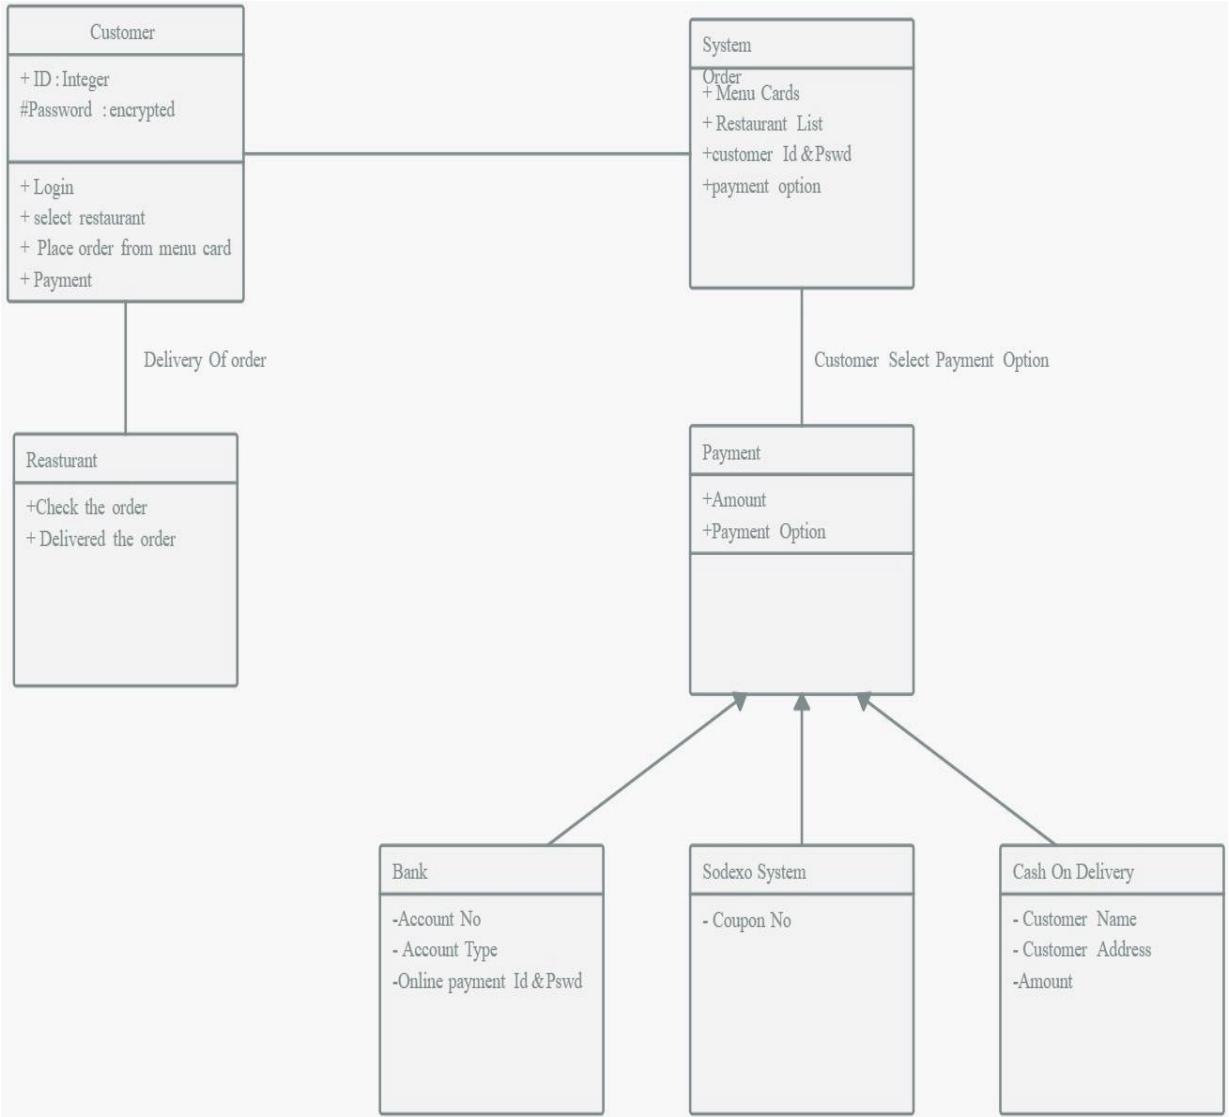 Customer
+ ID : Integer
#Password : encrypted
+ Login
+ select restaurant
+ Place order from menu card
+ Payment
System
Order
+ Menu Cards
+ Restaurant List
+customer Id &Pswd
+payment option
Delivery Of order
Customer Select Payment Option
Reasturant
+Check the order
+ Delivered the order
Payment
+Amount
+Payment Option
Bank
-Account No
- Account Type
-Online payment Id &Pswd
Sodexo System
- Coupon No
Cash On Delivery
- Customer Name
- Customer Address
-Amount